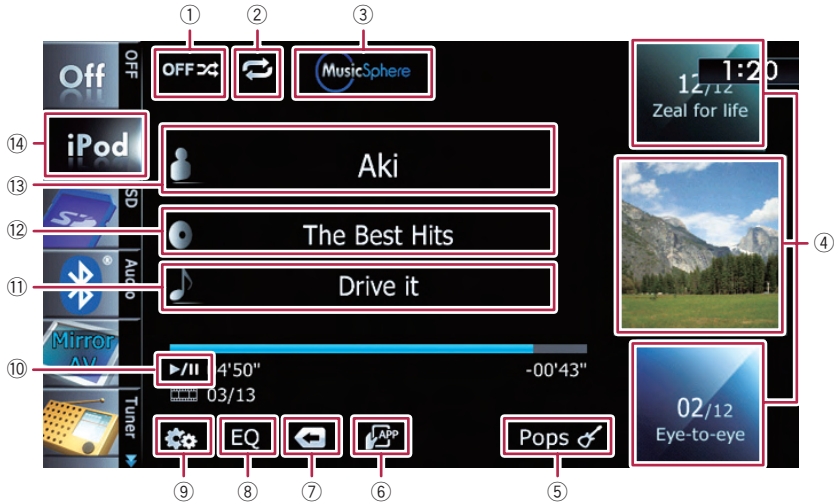 ① ② ③
Off OFF
OFF
MusicSphere
12/12
1:20
Zeal for life
⑭ iPod
⑬ Aki
SD
⑫ The Best Hits
④
Audio
⑪ Drive it
Mirror
AV
⑩ 4'50" -00'43"
03/13
Tuner
02/12
Eye-to-eye
EQ APP Pops
⑨ ⑧ ⑦ ⑥ ⑤